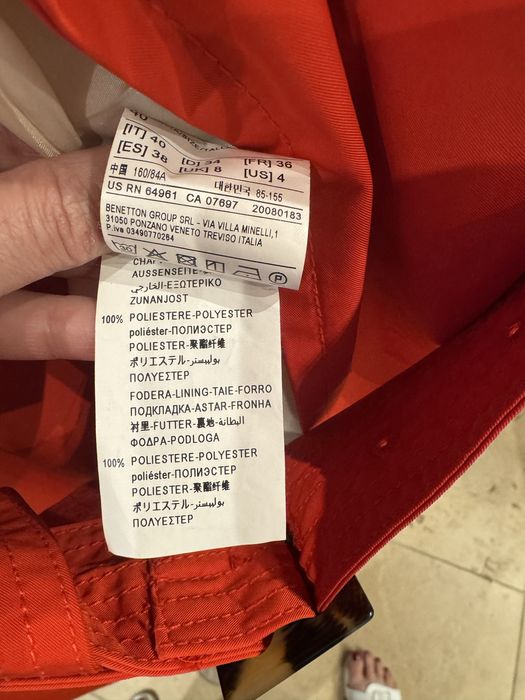 40
[IT] 40
[ES] 38 [D] 34 [FR] 36
中国 160/84A [UK] 8 [US] 4
대한민국 85-155
US RN 64961 CA 07697 20080183
BENETTON GROUP SRL - VIA VILLA MINELLI,1
31050 PONZANO VENETO TREVISO ITALIA
P.iva 03490770264
30 P
AUSSENSEITE
الخارجي-ΕΞΩΤΕΡΙΚΟ
ZUNANJOST
100% POLIESTERE-POLYESTER
poliéster-ПОЛИЭСТЕР
POLIESTER-聚酯纤维
ポリエステル-بوليستر
ΠΟΛΥΕΣΤΕΡ
FODERA-LINING-TAIE-FORRO
ПОДКЛАДКА-ASTAR-FRONHA
衬里-FUTTER-裏地-البطانة
ΦΟΔΡΑ-PODLOGA
100% POLIESTERE-POLYESTER
poliéster-ПОЛИЭСТЕР
POLIESTER-聚酯纤维
ポリエステル-بوليستر
ΠΟΛΥΕΣΤΕΡ